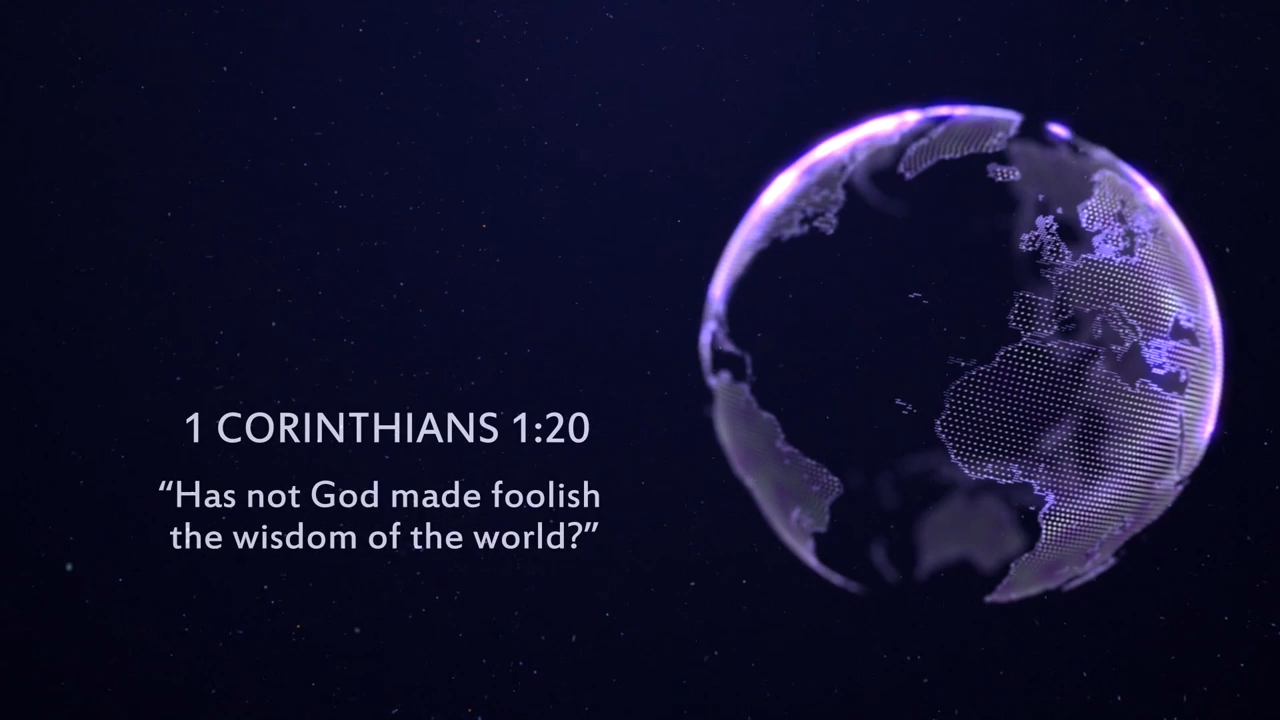 1 CORINTHIANS 1:20
“Has not God made foolish
the wisdom of the world?”